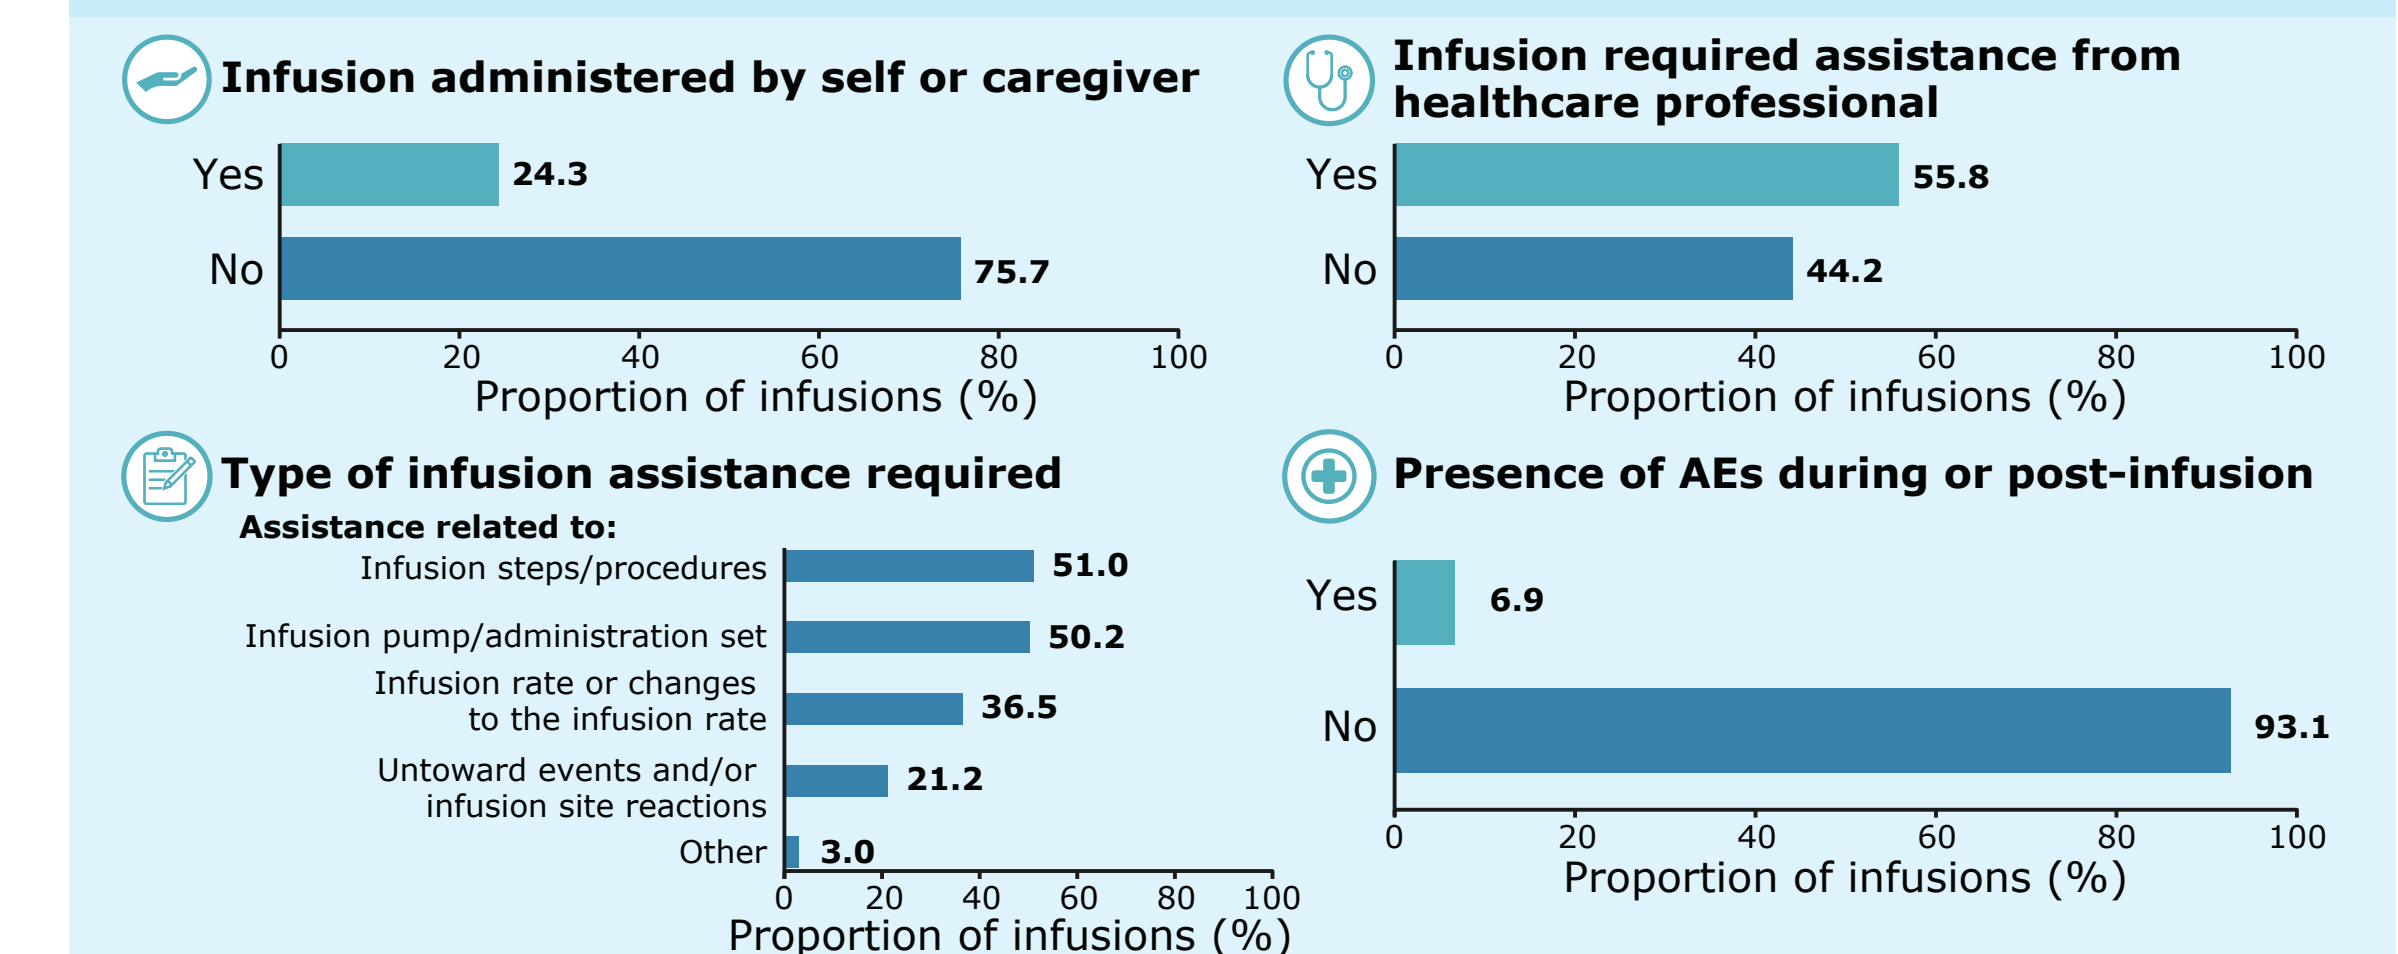 Infusion administered by self or caregiver
Yes 24.3
No 75.7
0 20 40 60 80 100
Proportion of infusions (%)
Infusion required assistance from
healthcare professional
Yes 55.8
No 44.2
0 20 40 60 80 100
Proportion of infusions (%)
Type of infusion assistance required
Assistance related to:
Infusion steps/procedures 51.0
Infusion pump/administration set 50.2
Infusion rate or changes
to the infusion rate 36.5
Untoward events and/or
infusion site reactions 21.2
Other 3.0
0 20 40 60 80 100
Proportion of infusions (%)
Presence of AEs during or post-infusion
Yes 6.9
No 93.1
0 20 40 60 80 100
Proportion of infusions (%)